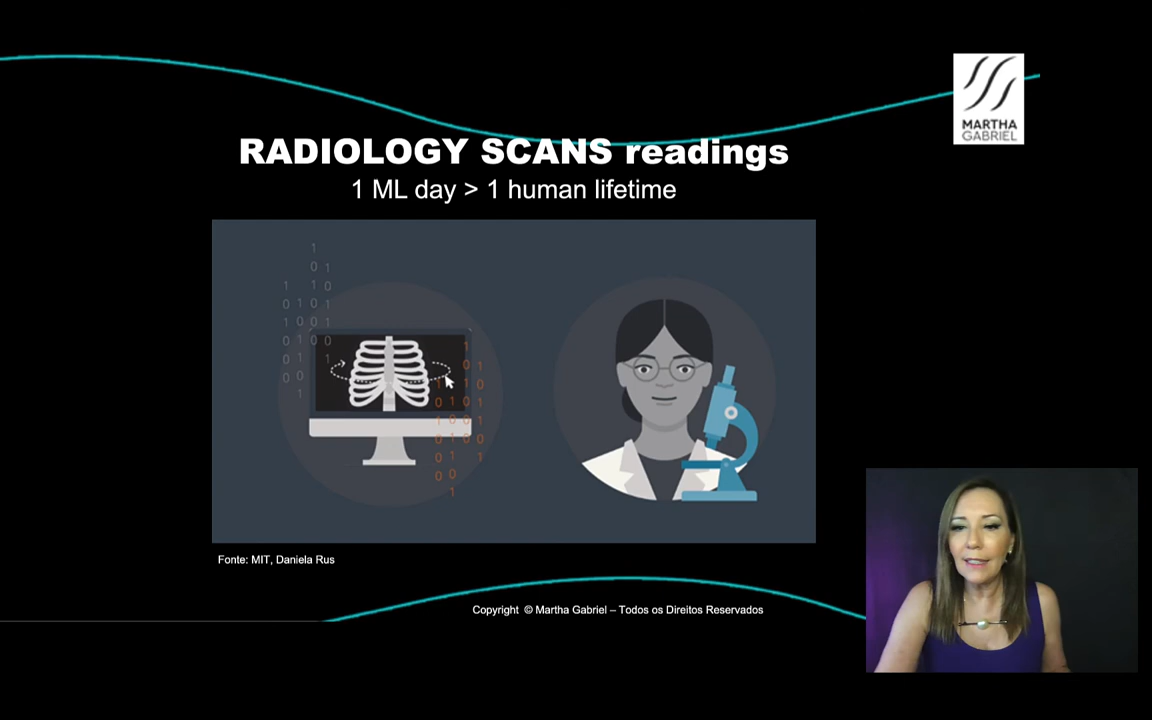 MARTHA
GABRIEL
RADIOLOGY SCANS readings
1 ML day > 1 human lifetime
Fonte: MIT, Daniela Rus
Copyright © Martha Gabriel – Todos os Direitos Reservados